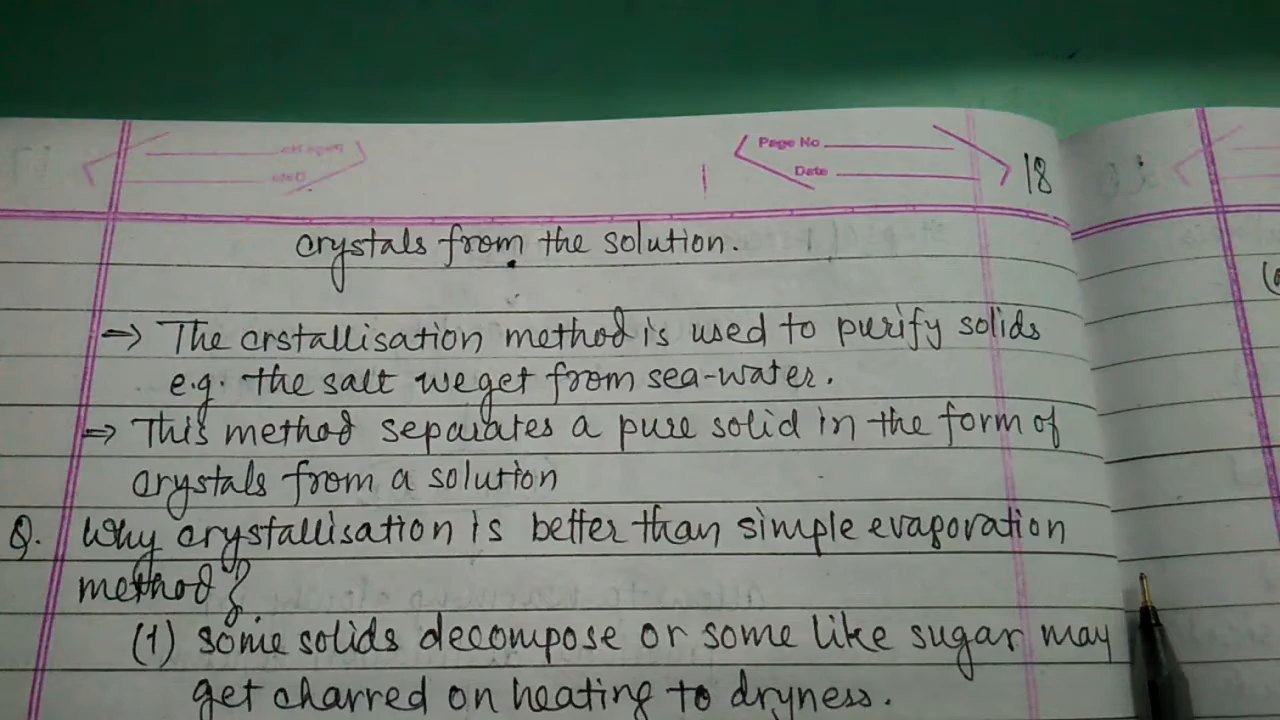 Page No
Date
18
crystals from the solution.
⇒ The crstallisation method is used to purify solids
e.g. the salt we get from sea-water.
⇒ This method separates a pure solid in the form of
crystals from a solution
Q. Why crystallisation is better than simple evaporation
method?
(1) some solids decompose or some like sugar may
get charred on heating to dryness.